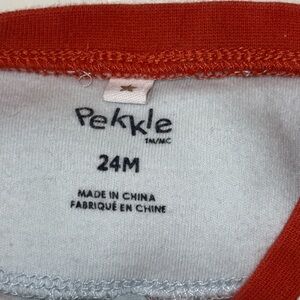 Pekkle
TM/MC
24M
MADE IN CHINA
FABRIQUÉ EN CHINE